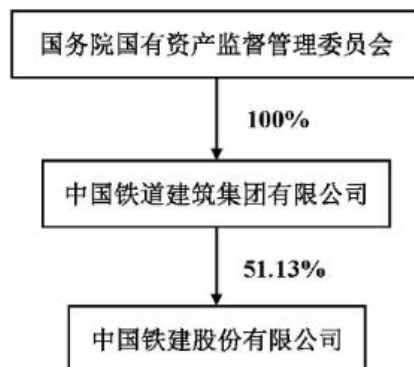 国务院国有资产监督管理委员会
100%
中国铁道建筑集团有限公司
51.13%
中国铁建股份有限公司